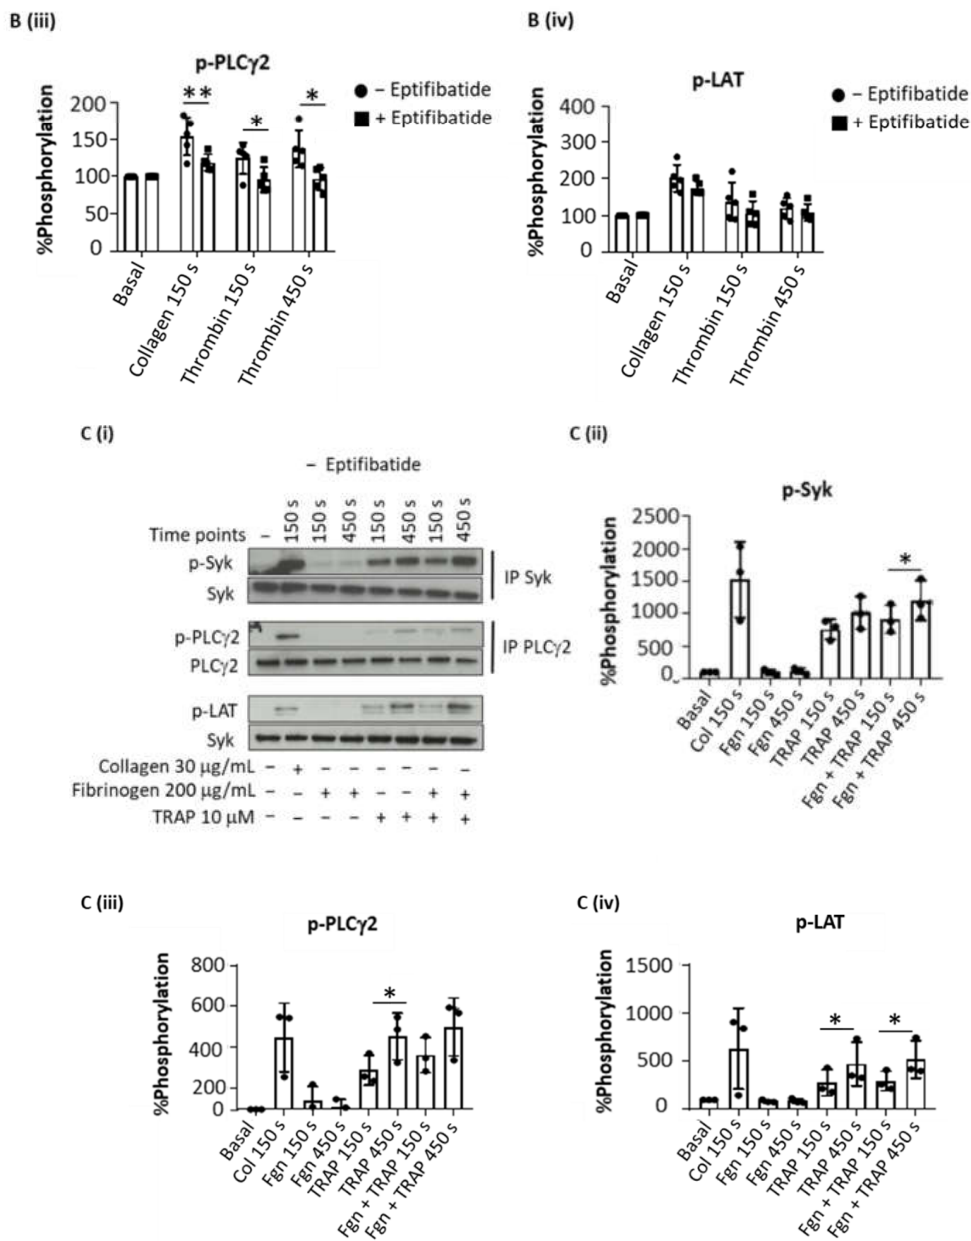 B (iii)
p-PLCγ2
%Phosphorylation
200
150
100
50
0
* *
*
*
– Eptifibatide
+ Eptifibatide
Basal
Collagen 150 s
Thrombin 150 s
Thrombin 450 s
B (iv)
p-LAT
%Phosphorylation
400
300
200
100
0
– Eptifibatide
+ Eptifibatide
Basal
Collagen 150 s
Thrombin 150 s
Thrombin 450 s
C (i)
– Eptifibatide
Time points – 150 s 150 s 450 s 150 s 450 s 150 s 450 s
p-Syk
Syk
IP Syk
p-PLCγ2
PLCγ2
IP PLCγ2
p-LAT
Syk
Collagen 30 μg/mL – + – – – – – –
Fibrinogen 200 μg/mL – – + + – – + +
TRAP 10 μM – – – – + + + +
C (ii)
p-Syk
%Phosphorylation
2500
2000
1500
1000
500
0
*
Basal
Col 150 s
Fgn 150 s
Fgn 450 s
TRAP 150 s
TRAP 450 s
Fgn + TRAP 150 s
Fgn + TRAP 450 s
C (iii)
p-PLCγ2
%Phosphorylation
800
600
400
200
0
*
Basal
Col 150 s
Fgn 150 s
Fgn 450 s
TRAP 150 s
TRAP 450 s
Fgn + TRAP 150 s
Fgn + TRAP 450 s
C (iv)
p-LAT
%Phosphorylation
1500
1000
500
0
*
*
Basal
Col 150 s
Fgn 150 s
Fgn 450 s
TRAP 150 s
TRAP 450 s
Fgn + TRAP 150 s
Fgn + TRAP 450 s